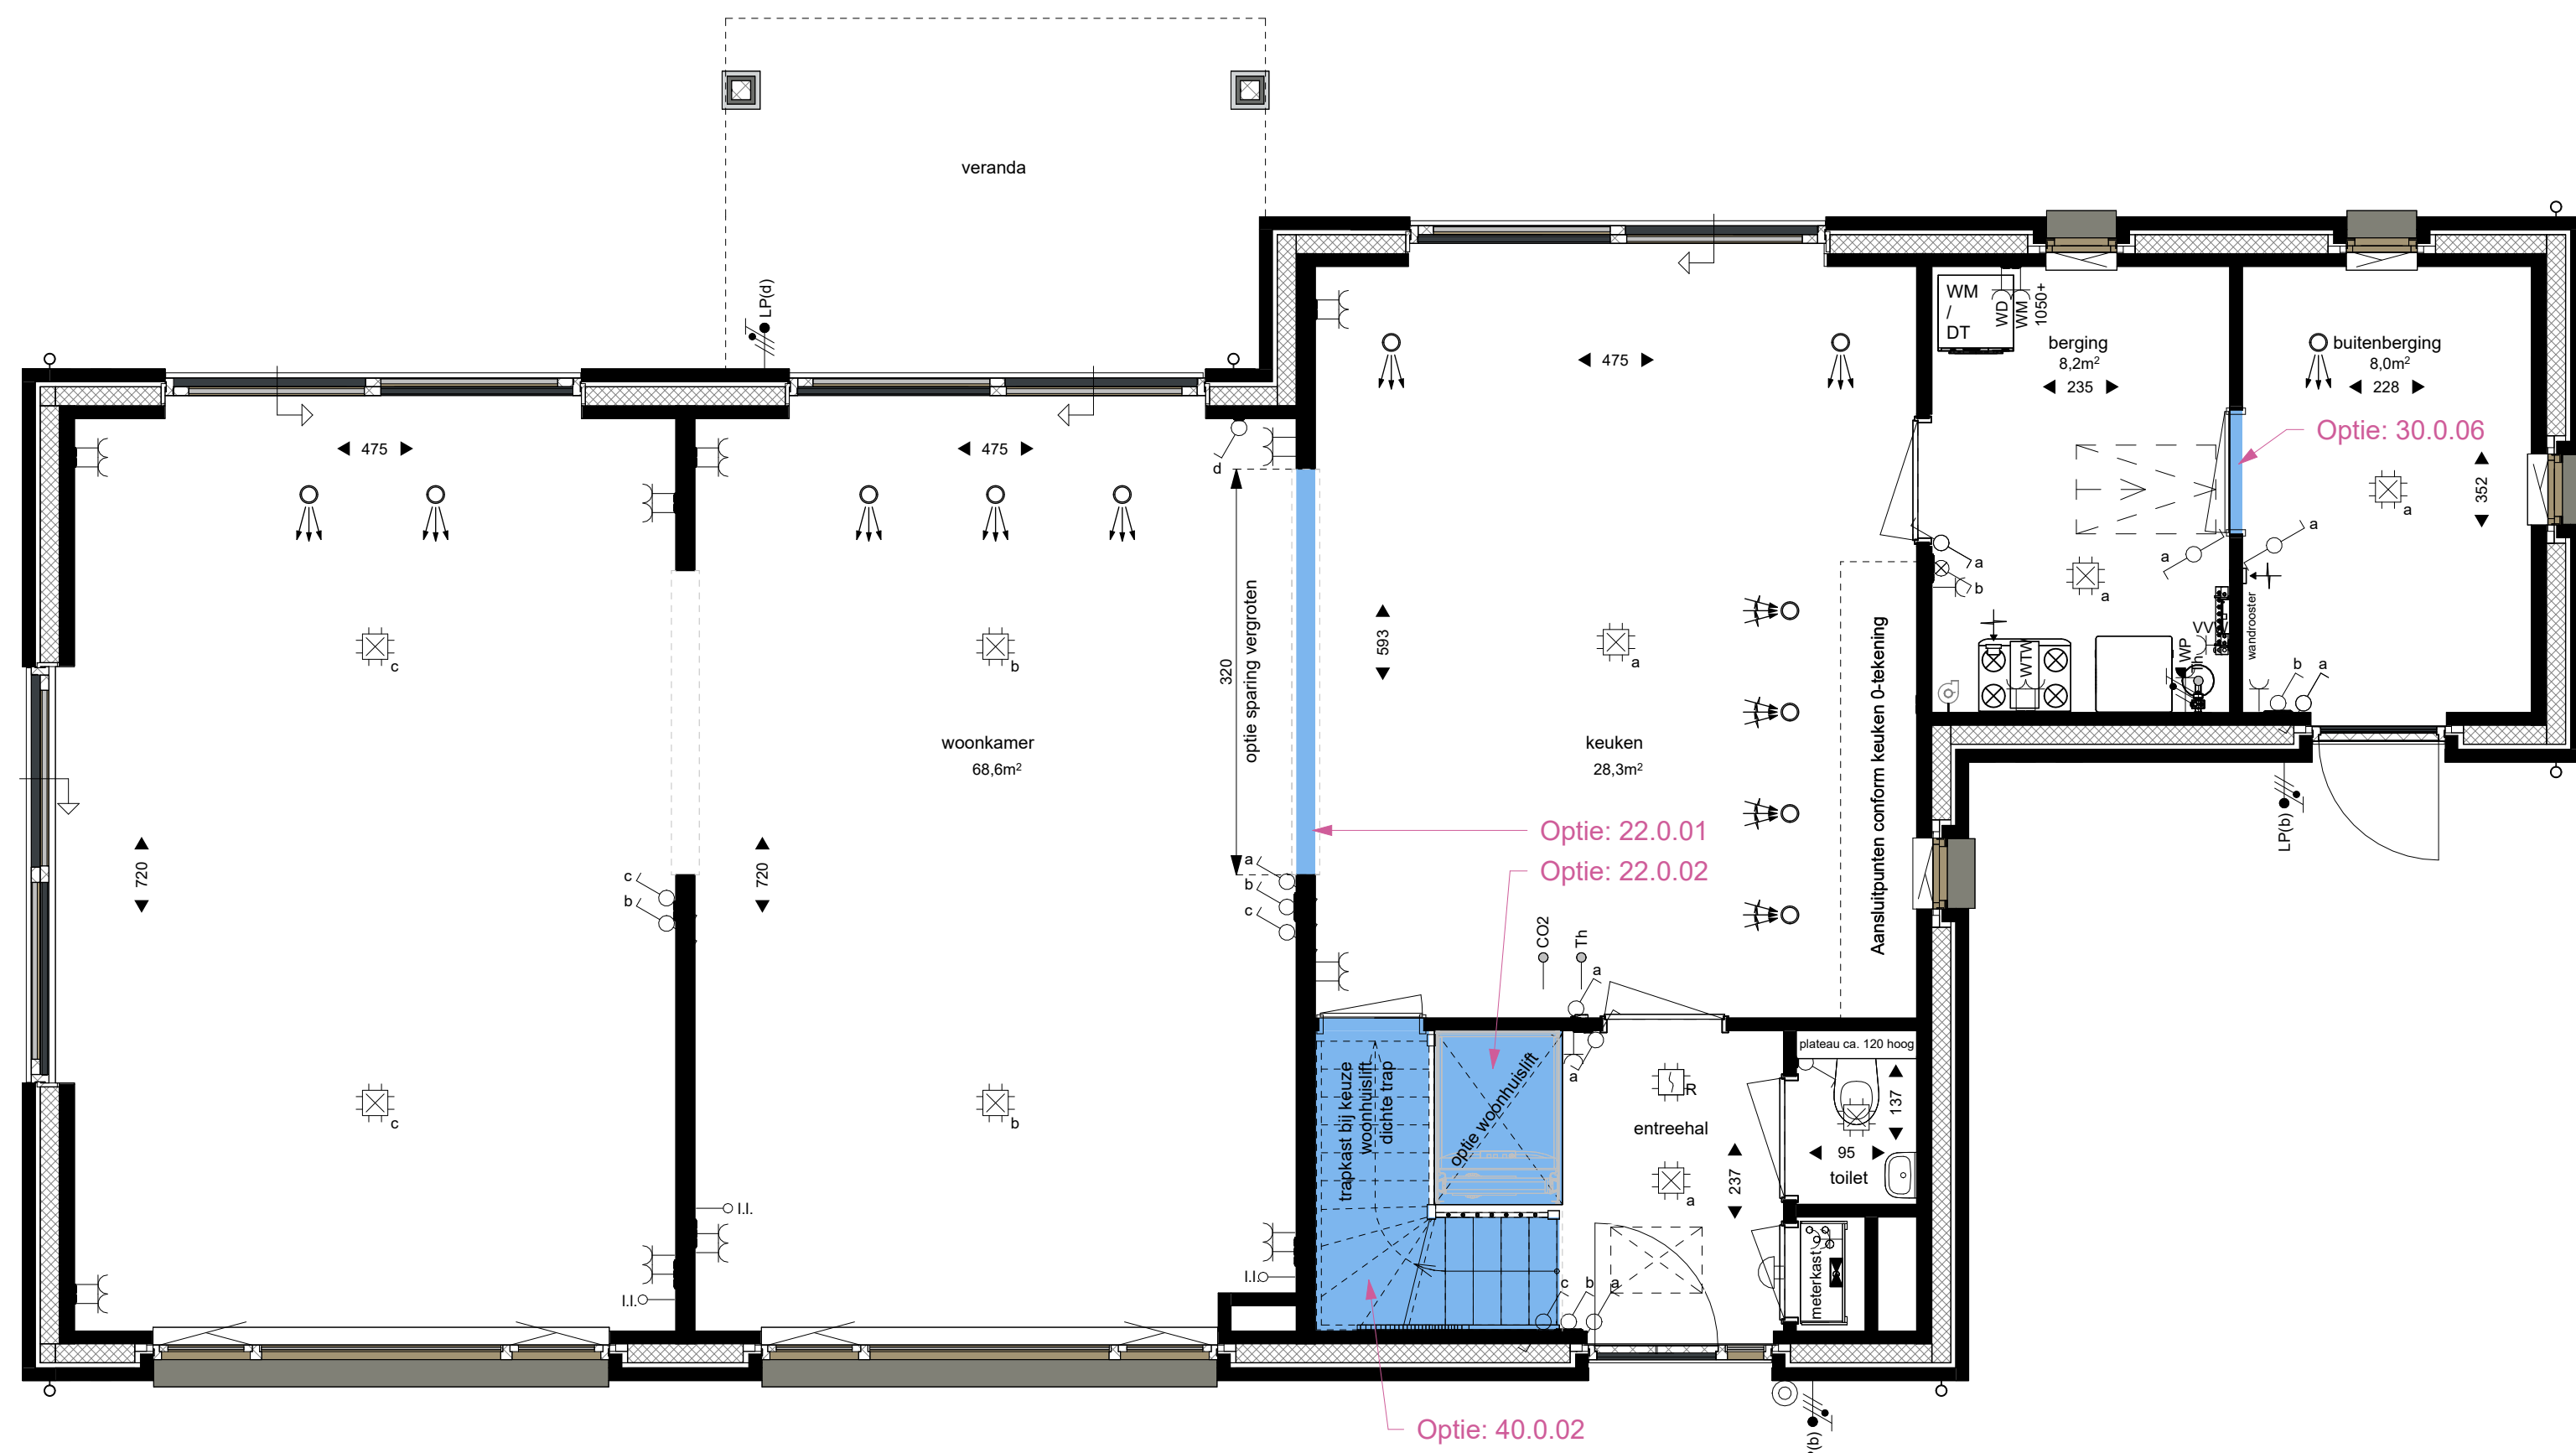 veranda
LP(d)
WM
/
DT
WD
WM
1050+
berging
8,2m²
235
buitenberging
8,0m²
228
Optie: 30.0.06
475
475
475
d
352
a
a
a
a
b
a
a
c
b
a
320
optie sparing vergroten
593
Aansluitpunten conform keuken 0-tekening
WTW
WP
Th
wandrooster
b
a
woonkamer
68,6m²
keuken
28,3m²
LP(b)
Optie: 22.0.01
Optie: 22.0.02
720
720
c
b
a
b
c
CO2
Th
a
plateau ca. 120 hoog
trapkast bij keuze
woonhuislift
dichte trap
optie woonhuislift
a
R
137
c
b
entreehal
95
toilet
237
a
I.I.
I.I.
I.I.
c
b
a
meterkast
Optie: 40.0.02